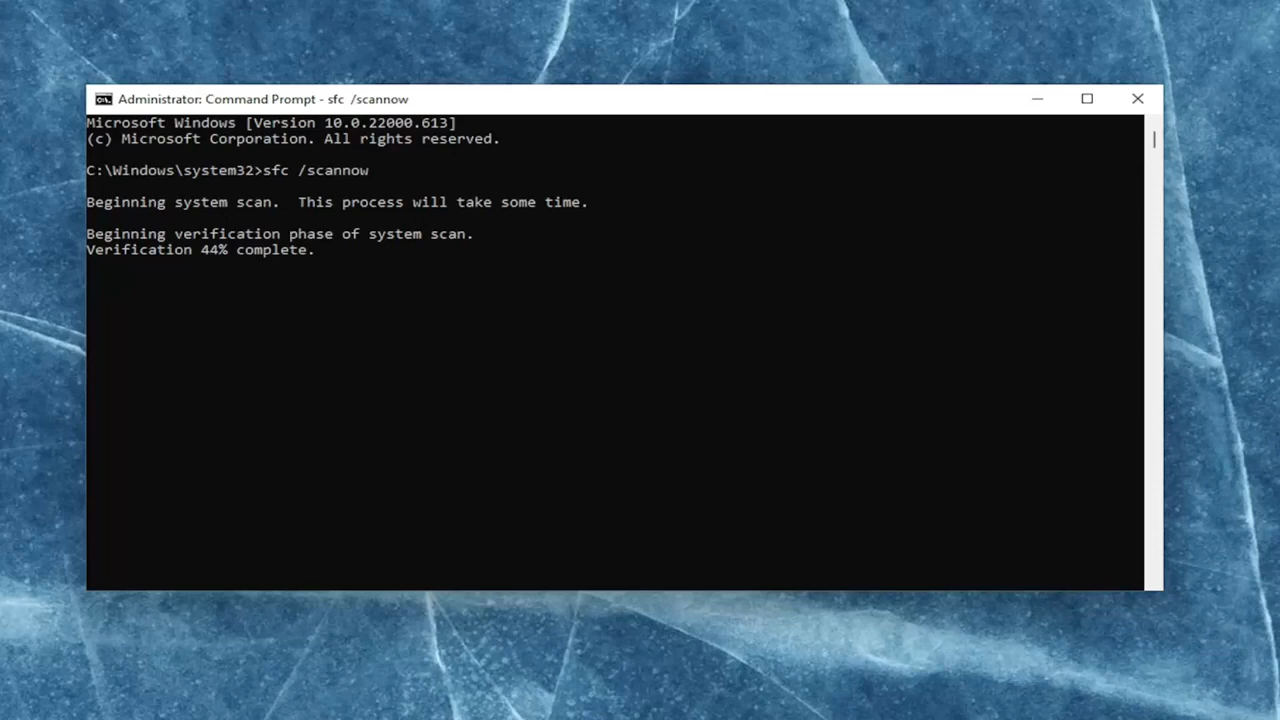 Administrator: Command Prompt - sfc  /scannow
Microsoft Windows [Version 10.0.22000.613]
(c) Microsoft Corporation. All rights reserved.
C:\Windows\system32>sfc /scannow
Beginning system scan.  This process will take some time.
Beginning verification phase of system scan.
Verification 44% complete.